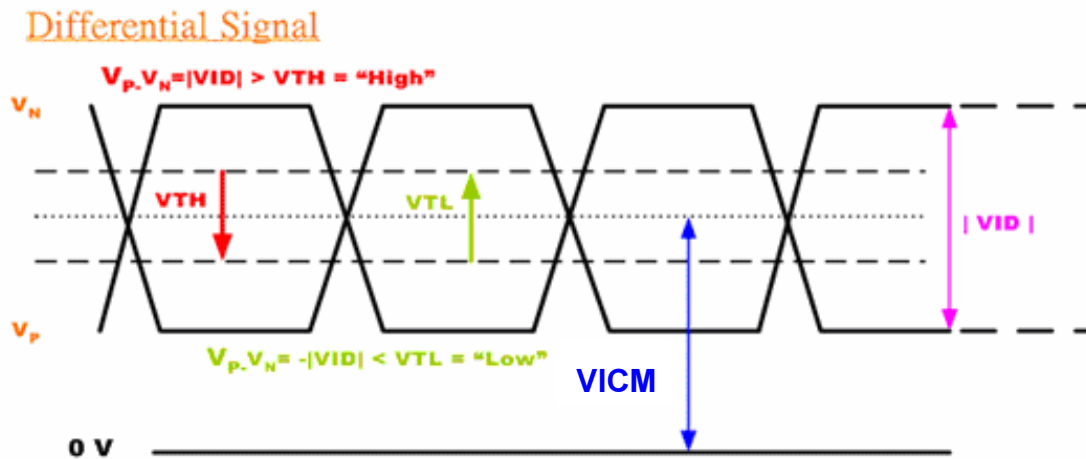 Differential Signal
VP-VN=|VID| > VTH = “High”
VN
VTH
VTL
| VID |
VP
VP-VN= -|VID| < VTL = “Low”
VICM
0 V